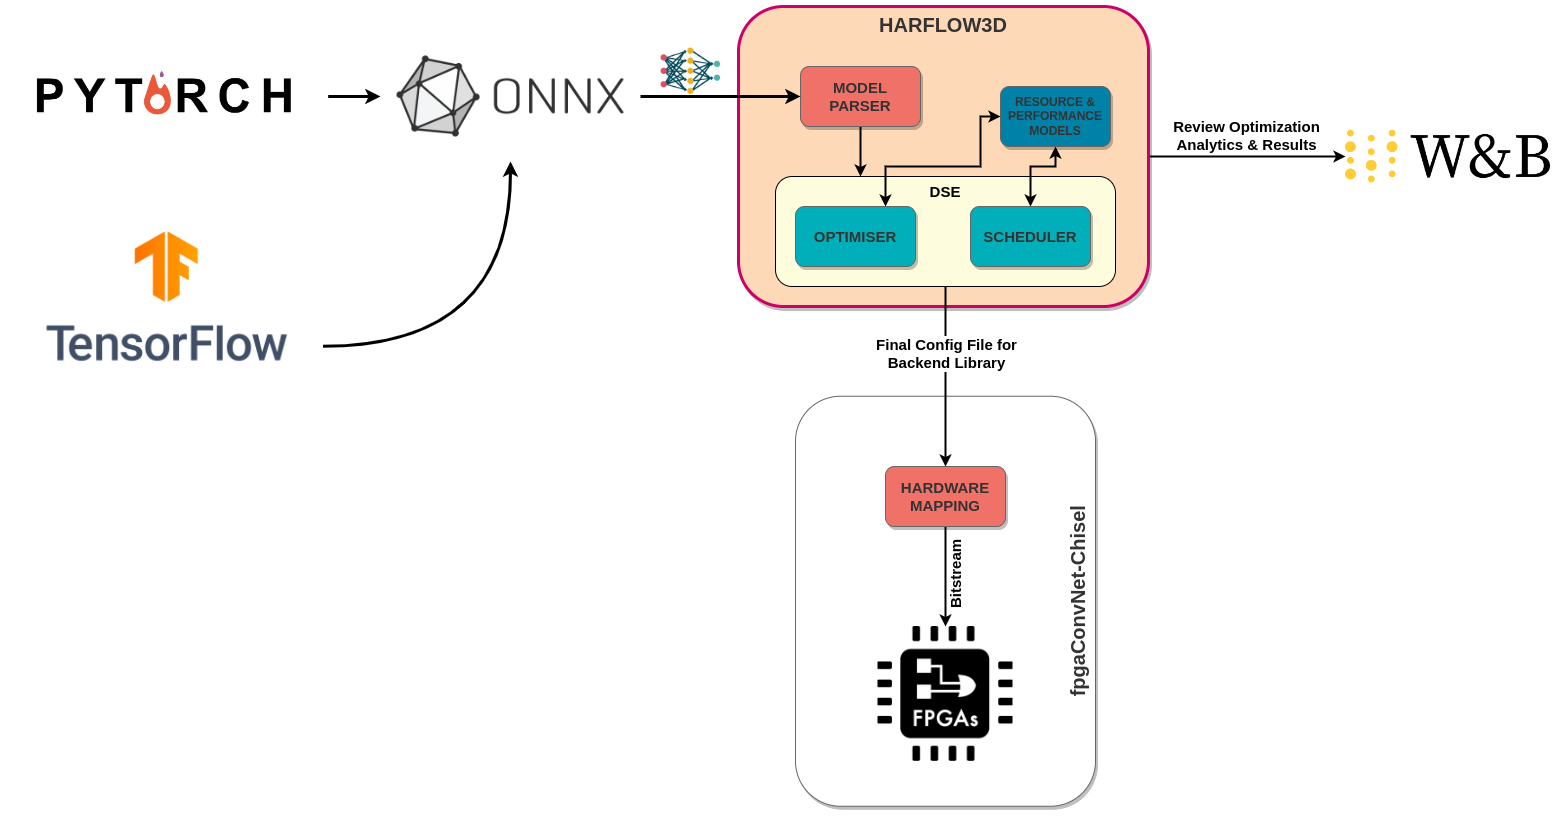 PYTORCH
ONNX
TensorFlow
HARFLOW3D
MODEL
PARSER
RESOURCE &
PERFORMANCE
MODELS
DSE
OPTIMISER
SCHEDULER
Review Optimization
Analytics & Results
W&B
Final Config File for
Backend Library
HARDWARE
MAPPING
Bitstream
FPGAs
fpgaConvNet-Chisel